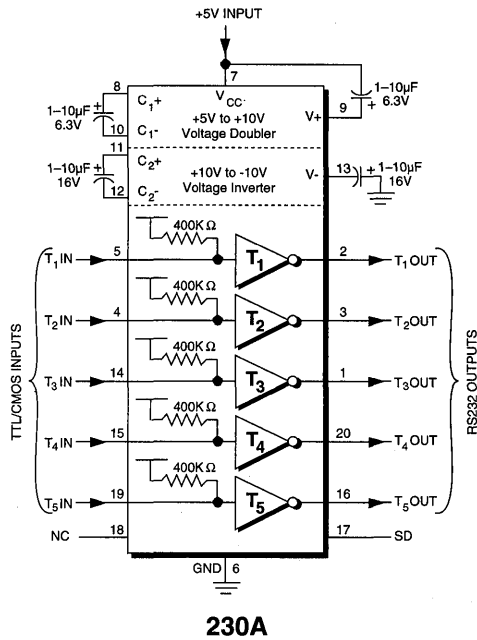 +5V INPUT
7
VCC
+5V to +10V
Voltage Doubler
8
C1+
1–10µF
6.3V
+
10
C1-
V+
9
1–10µF
6.3V
+
11
C2+
1–10µF
16V
+
12
C2-
+10V to -10V
Voltage Inverter
V-
13
+
1–10µF
16V
400KΩ
T1 IN
5
T1
2
T1 OUT
400KΩ
T2 IN
4
T2
3
T2 OUT
400KΩ
T3 IN
14
T3
1
T3 OUT
400KΩ
T4 IN
15
T4
20
T4 OUT
400KΩ
T5 IN
19
T5
16
T5 OUT
TTL/CMOS INPUTS
RS232 OUTPUTS
NC
18
17
SD
GND
6
230A